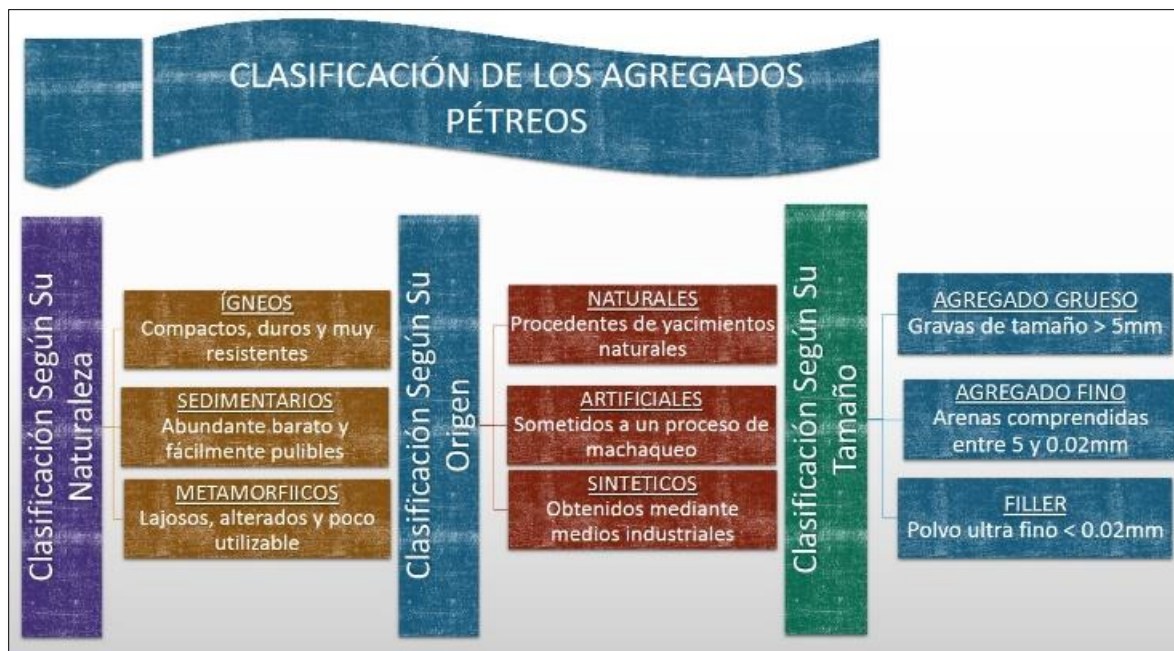 CLASIFICACIÓN DE LOS AGREGADOS
PÉTREOS
Clasificación Según Su
Naturaleza
ÍGNEOS
Compactos, duros y muy
resistentes
SEDIMENTARIOS
Abundante barato y
fácilmente pulibles
METAMORFIICOS
Lajosos, alterados y poco
utilizable
Clasificación Según Su
Origen
NATURALES
Procedentes de yacimientos
naturales
ARTIFICIALES
Sometidos a un proceso de
machaqueo
SINTETICOS
Obtenidos mediante
medios industriales
Clasificación Según Su
Tamaño
AGREGADO GRUESO
Gravas de tamaño > 5mm
AGREGADO FINO
Arenas comprendidas
entre 5 y 0.02mm
FILLER
Polvo ultra fino < 0.02mm